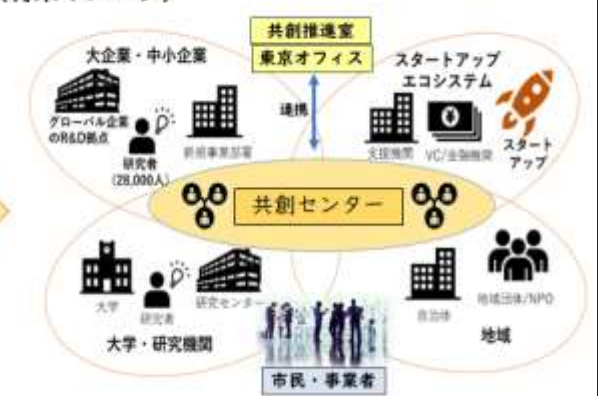 共創推進室
東京オフィス
連携
大企業・中小企業
グローバル企業
のR&D拠点
研究者
(28,000人)
新規事業部署
スタートアップ
エコシステム
支援機関
VC/金融機関
スタート
アップ
共創センター
大学
研究者
研究センター
大学・研究機関
自治体
地域団体/NPO
地域
市民・事業者